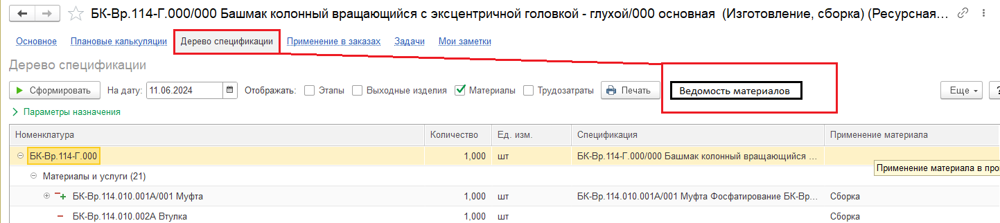 БК-Вр.114-Г.000/000 Башмак колонный вращающийся с эксцентричной головкой - глухой/000 основная (Изготовление, сборка) (Ресурсная...
Основное Плановые калькуляции Дерево спецификации Применение в заказах Задачи Мои заметки
Дерево спецификации
Сформировать На дату: 11.06.2024 Отображать: Этапы Выходные изделия Материалы Трудозатраты Печать Ведомость материалов Еще ?
Параметры назначения
Номенклатура Количество Ед. изм. Спецификация Применение материала
БК-Вр.114-Г.000 1,000 шт БК-Вр.114-Г.000/000 Башмак колонный вращающийся ...
Применение материала в про
Материалы и услуги (21)
БК-Вр.114.010.001А/001 Муфта 1,000 шт БК-Вр.114.010.001А/001 Муфта Фосфатирование БК-Вр... Сборка
БК-Вр.114.010.002А Втулка 1,000 шт Сборка